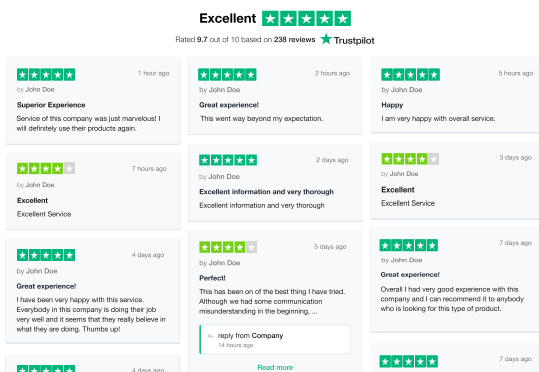 Excellent
Rated 9.7 out of 10 based on 238 reviews Trustpilot
1 hour ago
by John Doe
Superior Experience
Service of this company was just marvelous! I
will definitely use their products again.
7 hours ago
by John Doe
Excellent
Excellent Service
4 days ago
by John Doe
Great experience!
I have been very happy with this service.
Everybody in this company is doing their job
very well and it seems that they really believe in
what they are doing. Thumbs up!
4 days ago
2 hours ago
by John Doe
Great experience!
This went way beyond my expectation.
2 days ago
by John Doe
Excellent information and very thorough
Excellent information and very thorough
5 days ago
by John Doe
Perfect!
This has been on of the best thing I have tried.
Although we had some communication
misunderstanding in the beginning, ...
reply from Company
14 hours ago
Read more
5 hours ago
by John Doe
Happy
I am very happy with overall service.
3 days ago
by John Doe
Excellent
Excellent Service
7 days ago
by John Doe
Great experience!
Overall I had very good experience with this
company and I can recommend it to anybody
who is looking for this type of product.
7 days ago